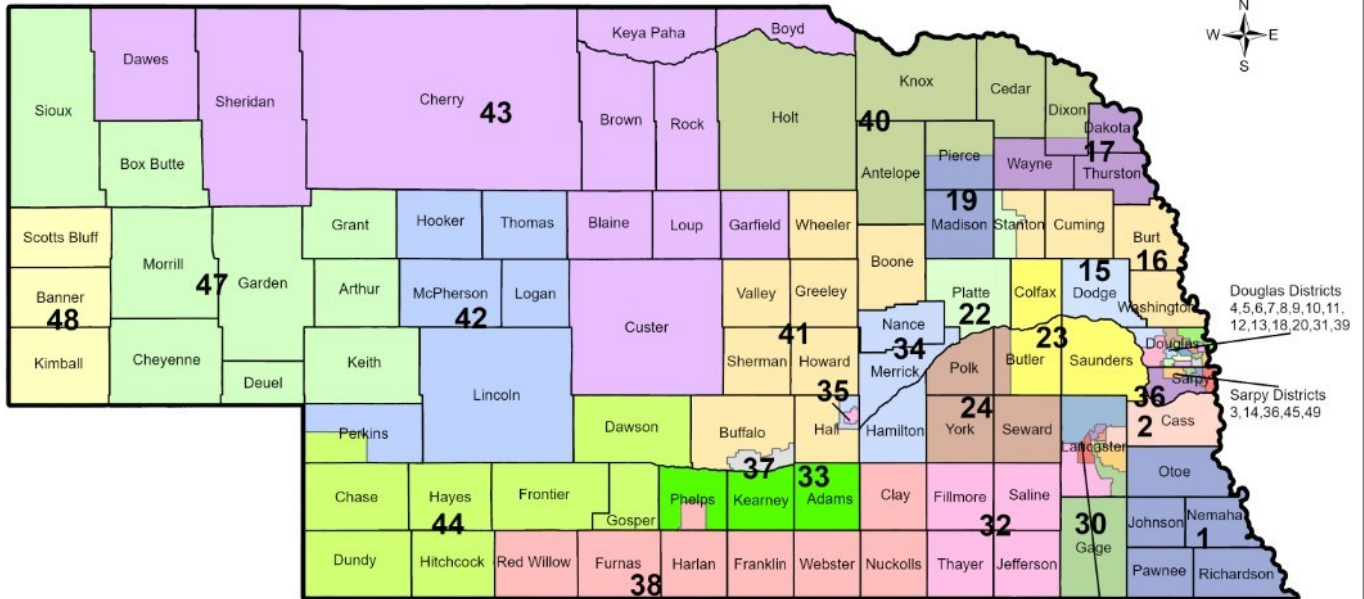 N
W E
S
Keya Paha
Boyd
Dawes
Sioux
Sheridan
Cherry
43
Brown
Rock
Holt
Knox
40
Cedar
Dixon
Dakota
17
Box Butte
Antelope
Pierce
Wayne
Thurston
Scotts Bluff
Morrill
47
Garden
Grant
Hooker
Thomas
Blaine
Loup
Garfield
Wheeler
Boone
19
Madison
Stanton
Cuming
Burt
16
Banner
48
Kimball
Cheyenne
Deuel
Arthur
Keith
McPherson
42
Logan
Lincoln
Custer
Valley
Greeley
41
Sherman
Howard
Platte
22
Colfax
23
15
Dodge
Washington
Nance
34
Merrick
Polk
Butler
Saunders
Douglas
Sarpy
36
Douglas Districts
4,5,6,7,8,9,10,11,
12,13,18,20,31,39
Sarpy Districts
3,14,36,45,49
Perkins
Dawson
Buffalo
37
35
Hall
Hamilton
24
York
Seward
Lancaster
2
Cass
Otoe
Chase
Hayes
44
Frontier
Gosper
Phelps
Kearney
33
Adams
Clay
Fillmore
Saline
32
30
Gage
Johnson
Nemaha
1
Dundy
Hitchcock
Red Willow
Furnas
38
Harlan
Franklin
Webster
Nuckolls
Thayer
Jefferson
Pawnee
Richardson